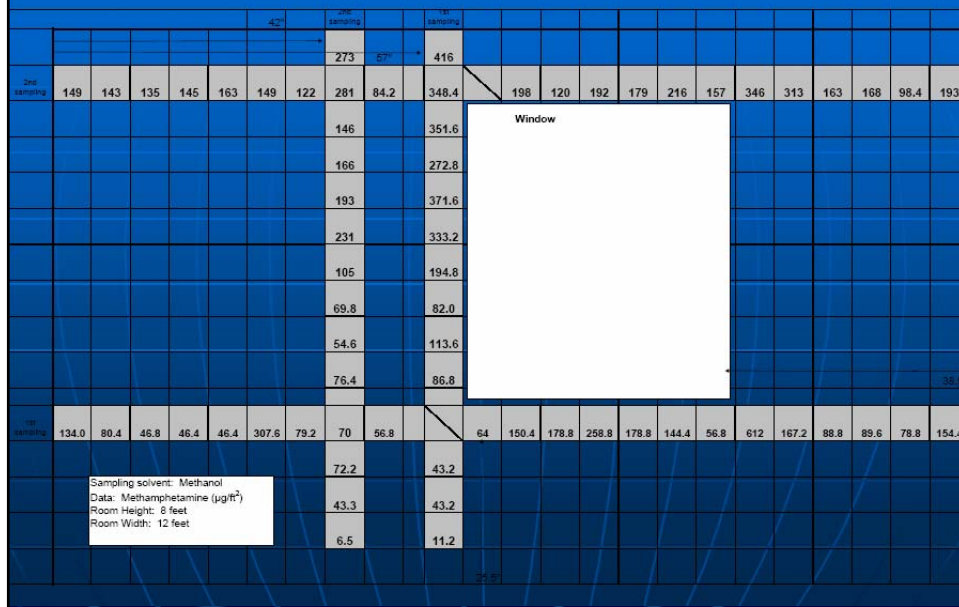 2nd 1st
42" sampling sampling
273 57" 416
2nd
sampling 149 143 135 145 163 149 122 281 84.2 348.4 198 120 192 179 216 157 346 313 163 168 98.4 193
146 351.6 Window
166 272.8
193 371.6
231 333.2
105 194.8
69.8 82.0
54.6 113.6
76.4 86.8
1st
sampling 134.0 80.4 46.8 46.4 46.4 307.6 79.2 70 56.8 64 150.4 178.8 258.8 178.8 144.4 56.8 612 167.2 88.8 89.6 78.8 154.4
72.2 43.2
Sampling solvent: Methanol
Data: Methamphetamine (µg/ft²)
43.3 43.2
Room Height: 8 feet
Room Width: 12 feet
6.5 11.2
25.5"